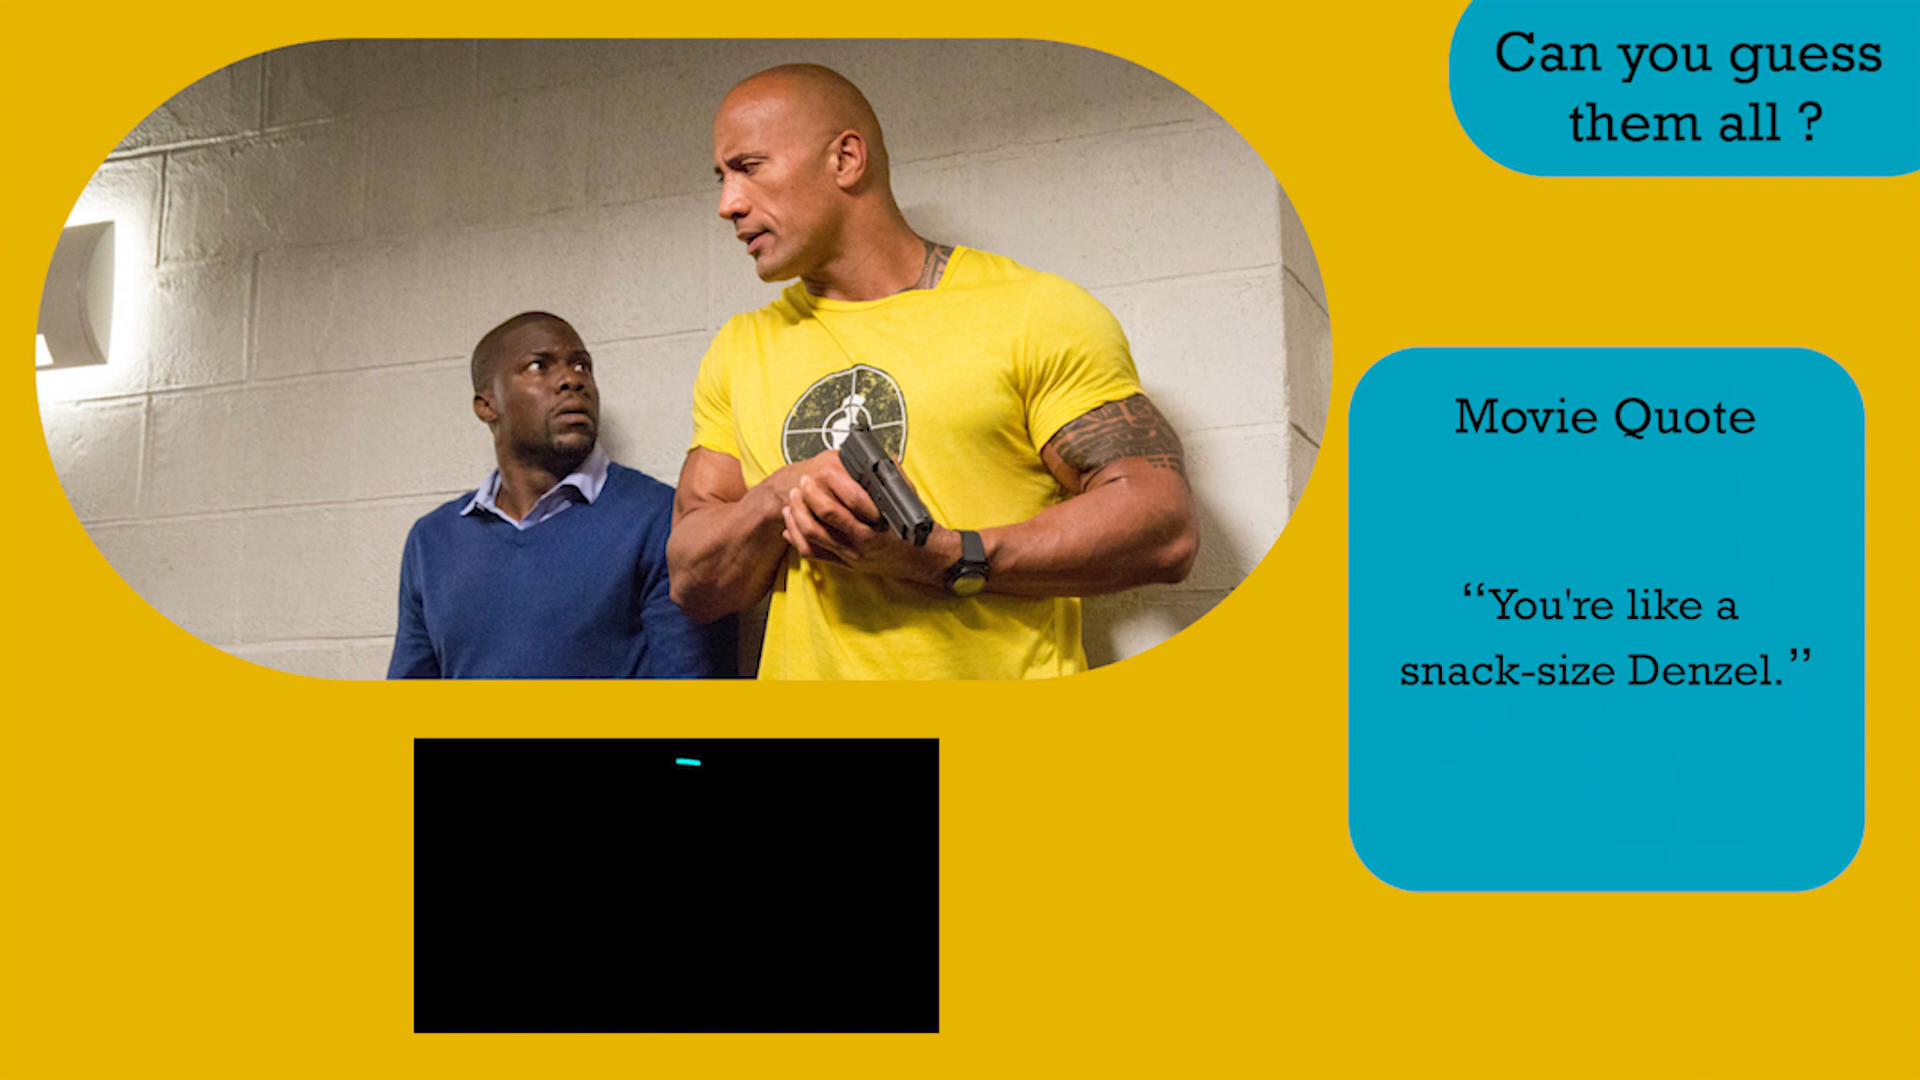 Can you guess
them all ?
Movie Quote
“You're like a
snack-size Denzel.”